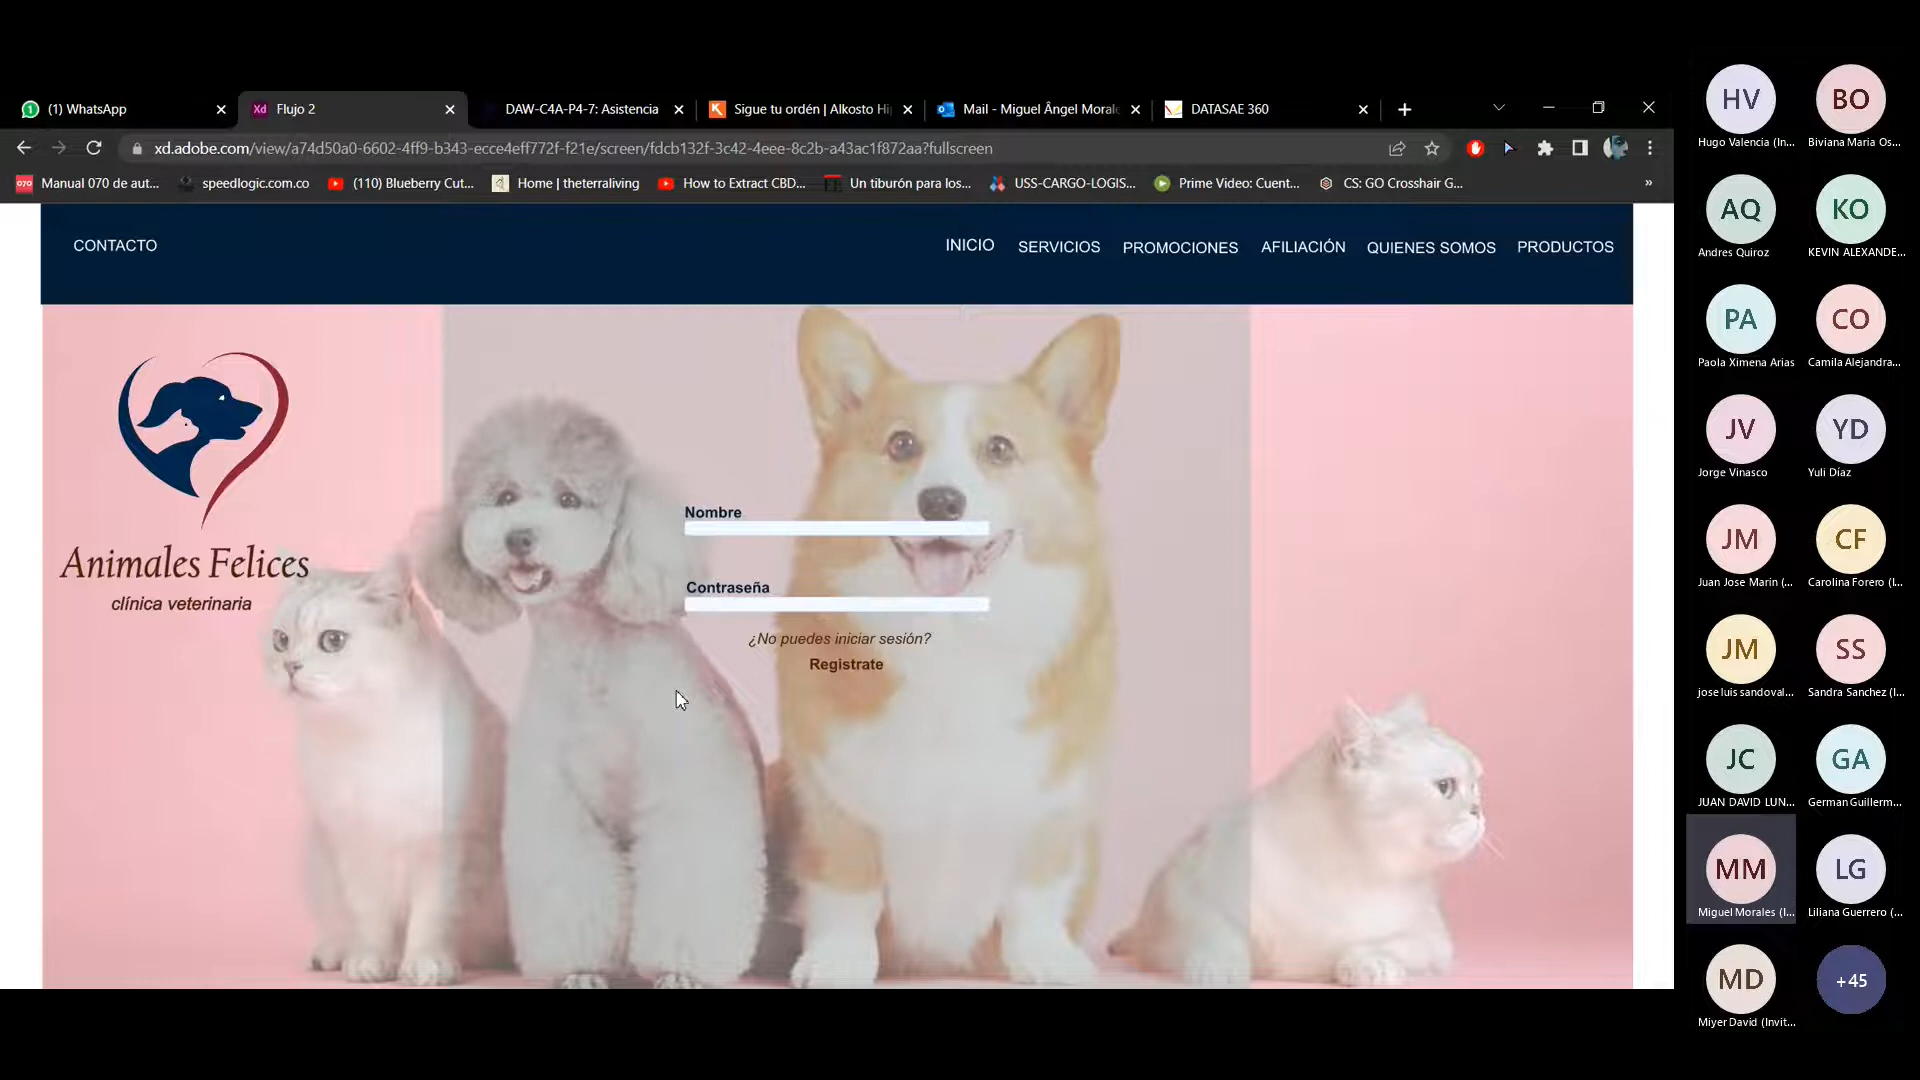 (1) WhatsApp
Xd Flujo 2
DAW-C4A-P4-7: Asistencia
K Sigue tu ordén | Alkosto Hi
Mail - Miguel Ângel Moral
DATASAE 360
xd.adobe.com/view/a74d50a0-6602-4ff9-b343-ecce4eff772f-f21e/screen/fdcb132f-3c42-4eee-8c2b-a43ac1f872aa?fullscreen
070 Manual 070 de aut...
speedlogic.com.co
(110) Blueberry Cut...
Home | theterraliving
How to Extract CBD...
Un tiburón para los...
USS-CARGO-LOGIS...
Prime Video: Cuent...
CS: GO Crosshair G...
»
CONTACTO
INICIO
SERVICIOS
PROMOCIONES
AFILIACIÓN
QUIENES SOMOS
PRODUCTOS
Animales Felices
clínica veterinaria
Nombre
Contraseña
¿No puedes iniciar sesión?
Registrate
HV
Hugo Valencia (In...
BO
Biviana Maria Os...
AQ
Andres Quiroz
KO
KEVIN ALEXANDE...
PA
Paola Ximena Arias
CO
Camila Alejandra...
JV
Jorge Vinasco
YD
Yuli Díaz
JM
Juan Jose Marin (...
CF
Carolina Forero (I...
JM
jose luis sandoval...
SS
Sandra Sanchez (I...
JC
JUAN DAVID LUN...
GA
German Guillerm...
MM
Miguel Morales (I...
LG
Liliana Guerrero (...
MD
Miyer David (Invit...
+45